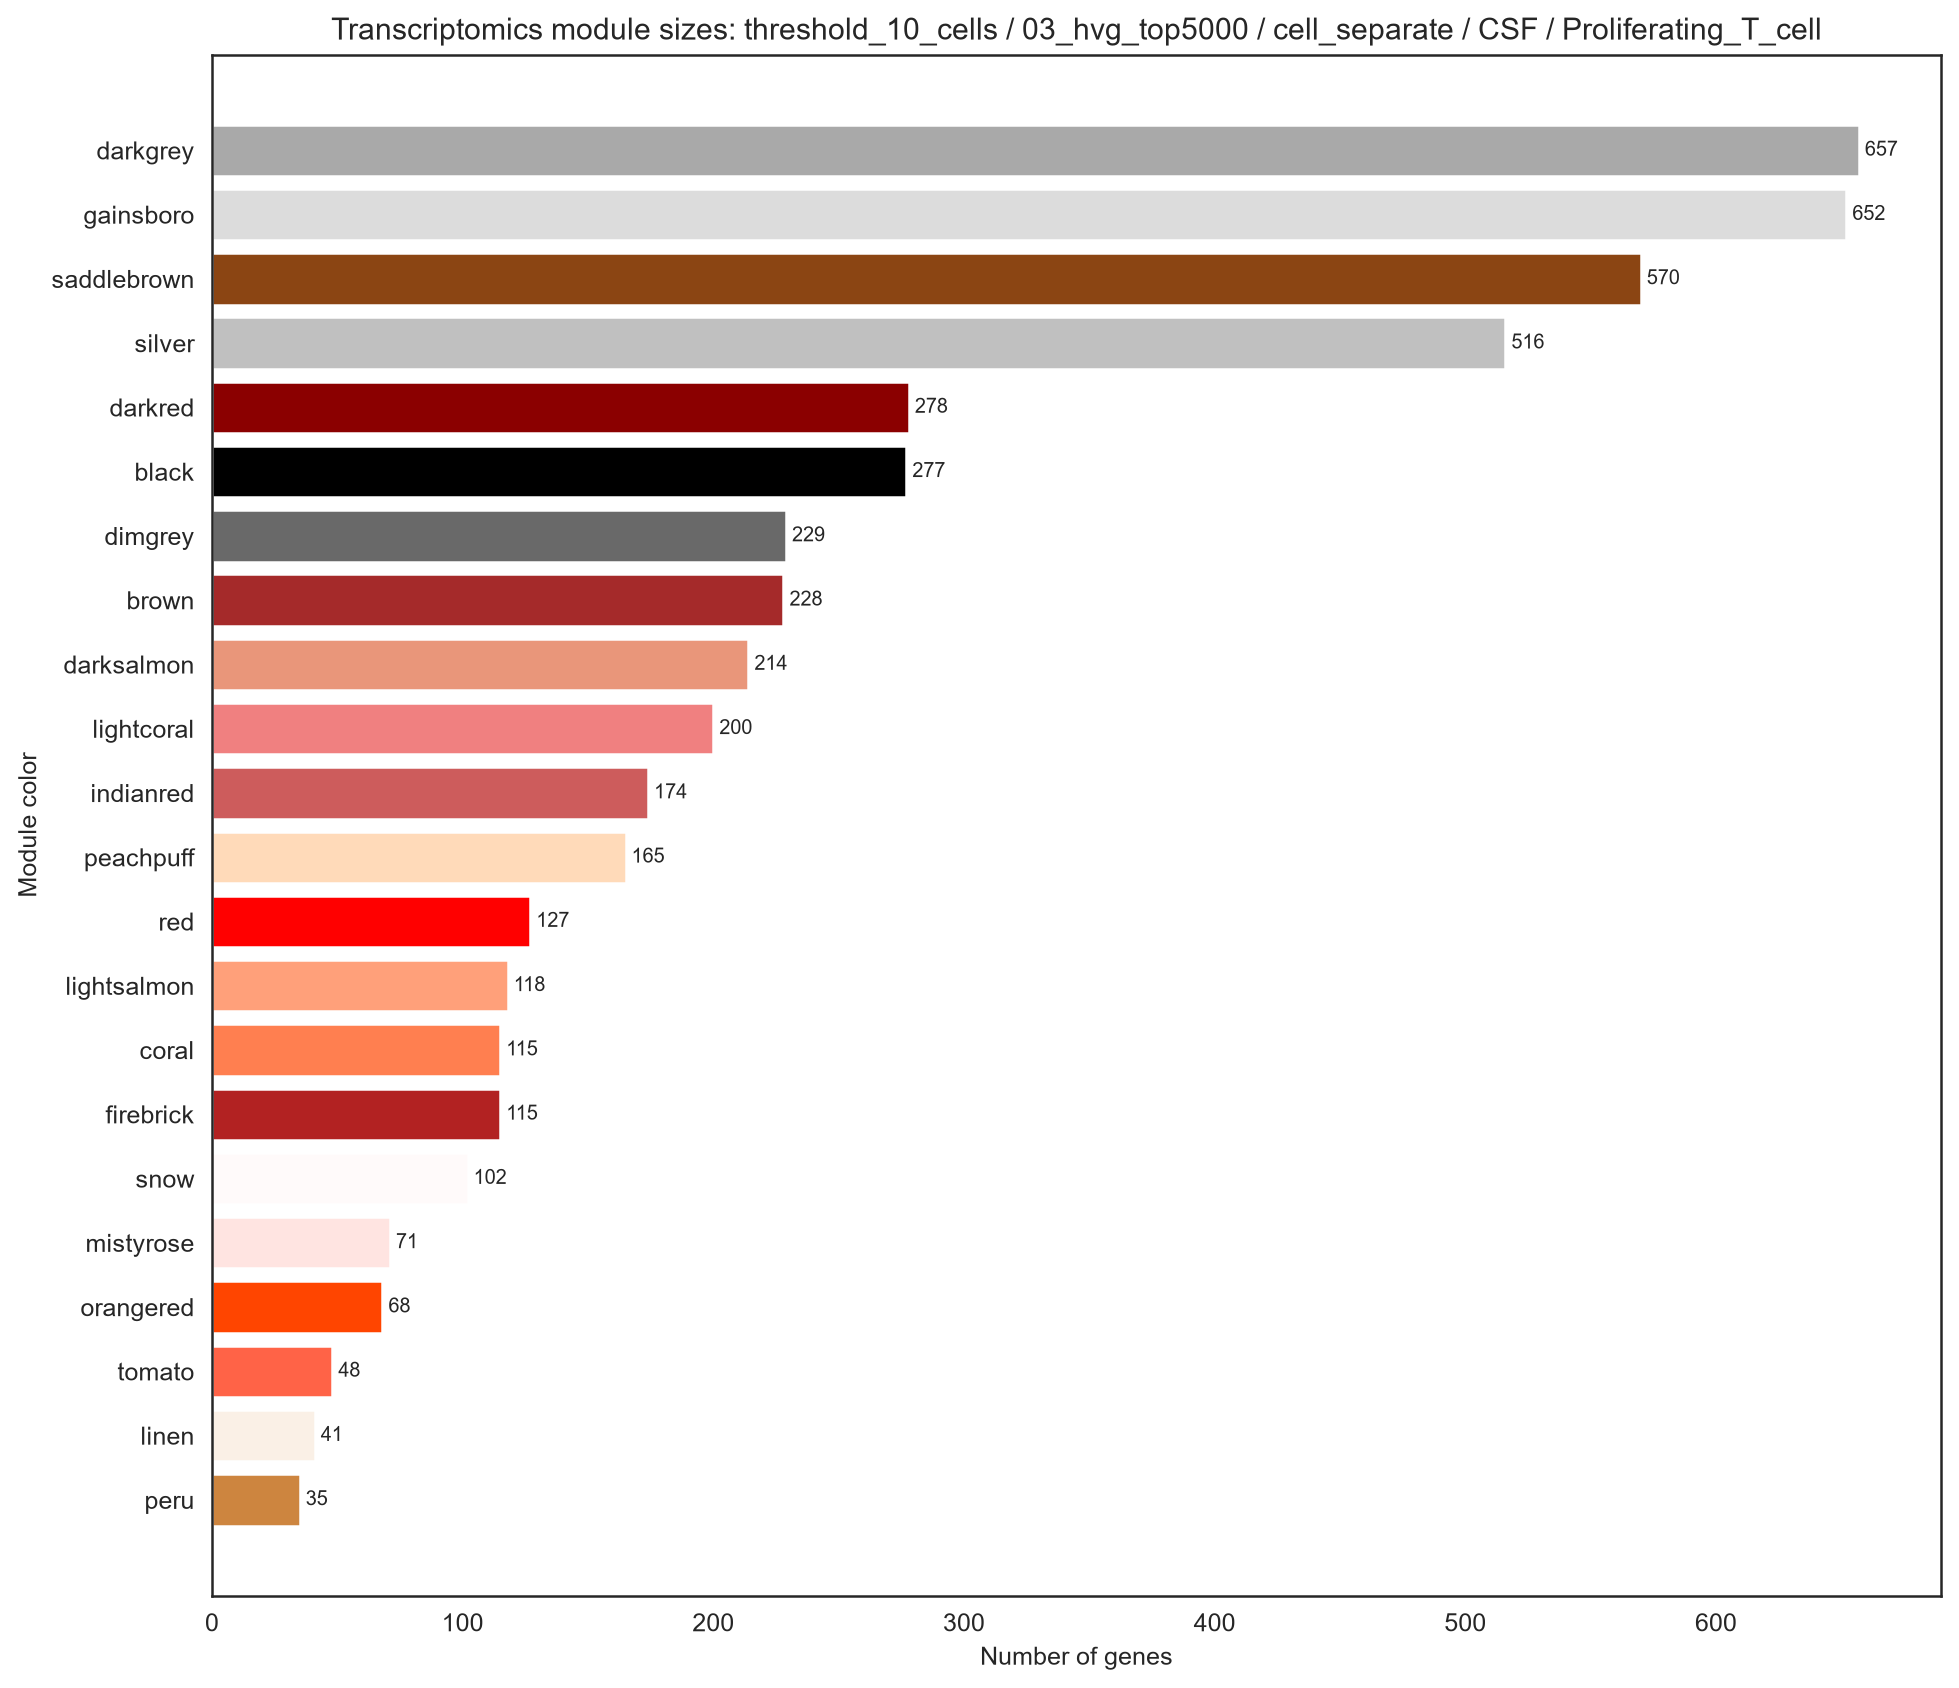 Transcriptomics module sizes: threshold_10_cells / 03_hvg_top5000 / cell_separate / CSF / Proliferating_T_cell
Module color
darkgrey 657
gainsboro 652
saddlebrown 570
silver 516
darkred 278
black 277
dimgrey 229
brown 228
darksalmon 214
lightcoral 200
indianred 174
peachpuff 165
red 127
lightsalmon 118
coral 115
firebrick 115
snow 102
mistyrose 71
orangered 68
tomato 48
linen 41
peru 35
0 100 200 300 400 500 600
Number of genes